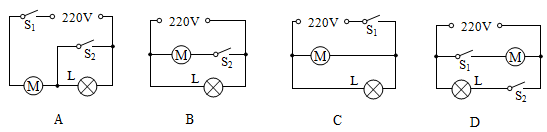 S1 220V S2 M L A
220V M S2 L B
220V S1 M L C
220V S1 M L S2 D